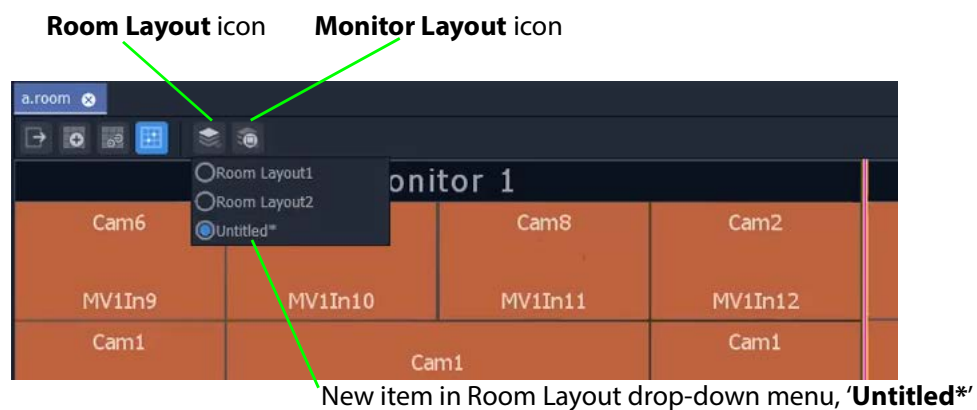 Room Layout icon Monitor Layout icon
a.room
Room Layout1
Room Layout2
Untitled*
onitor 1
Cam6 Cam8 Cam2
MV1In9 MV1In10 MV1In11 MV1In12
Cam1 Cam1 Cam1
New item in Room Layout drop-down menu, ‘Untitled*’